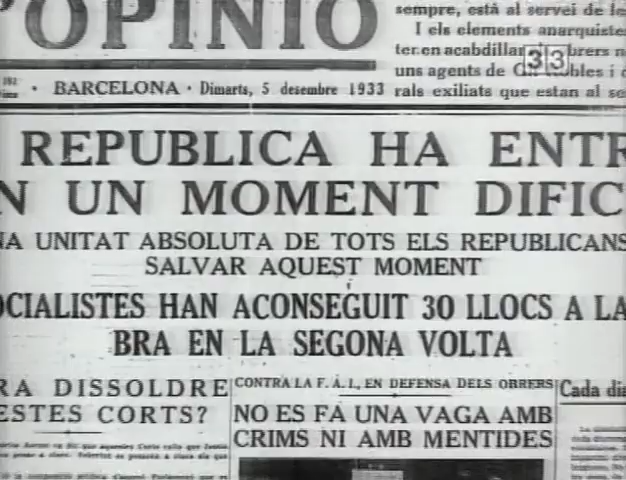 OPINIO
BARCELONA · Dimarts, 5 desembre 1933
sempre, està al servei de
I els elements anarquiste
ter en acabdillar
uns agents de
rals exiliats que estan al se
33
REPUBLICA HA ENTR
N UN MOMENT DIFIC
NA UNITAT ABSOLUTA DE TOTS ELS REPUBLICANS
SALVAR AQUEST MOMENT
OCIALISTES HAN ACONSEGUIT 30 LLOCS A LA
BRA EN LA SEGONA VOLTA
RA DISSOLDRE
ESTES CORTS?
CONTRA LA F. A. I., EN DEFENSA DELS OBRERS
NO ES FA UNA VAGA AMB
CRIMS NI AMB MENTIDES
Cada dia